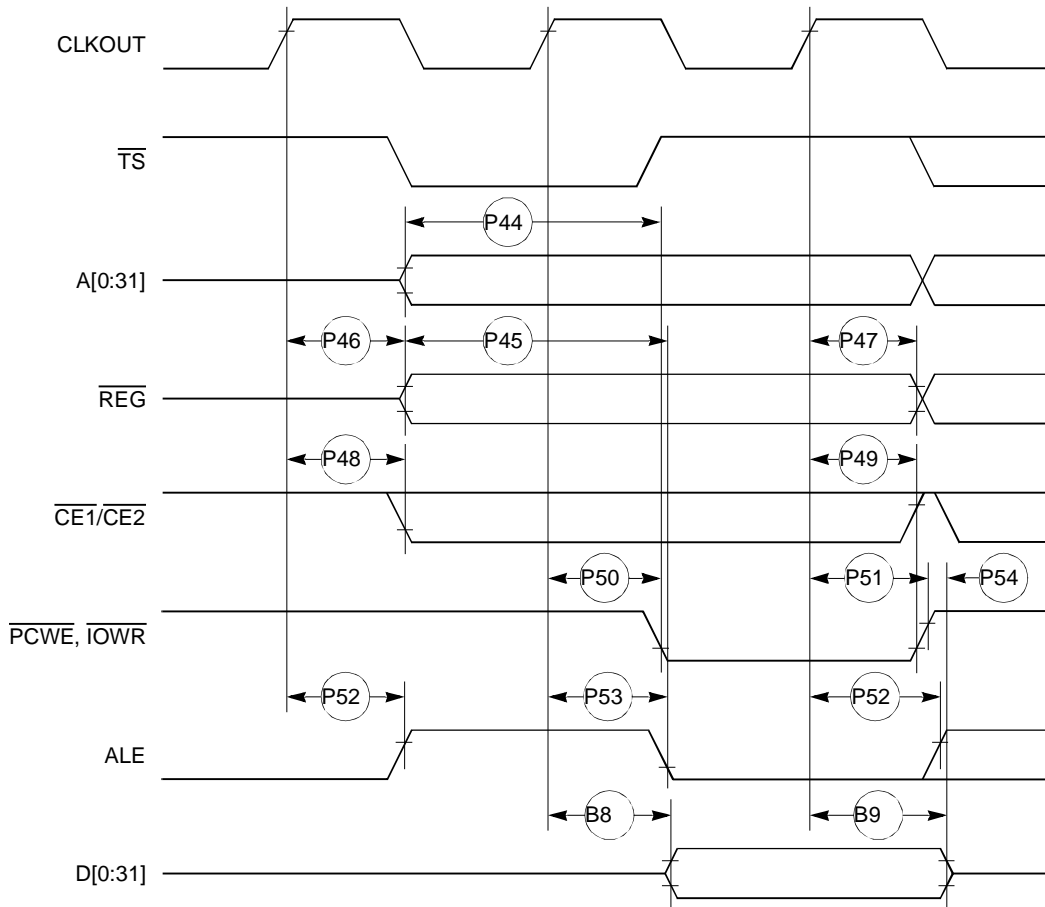 CLKOUT
TS
P44
A[0:31]
P46 P45 P47
REG
P48 P49
CE1/CE2
P50 P51 P54
PCWE, IOWR
P52 P53 P52
ALE
B8 B9
D[0:31]